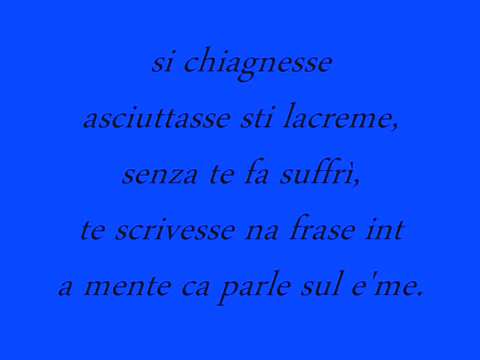 si chiagnesse
asciuttasse sti lacreme,
senza te fa suffrì,
te scrivesse na frase int
a mente ca parle sul e'me.